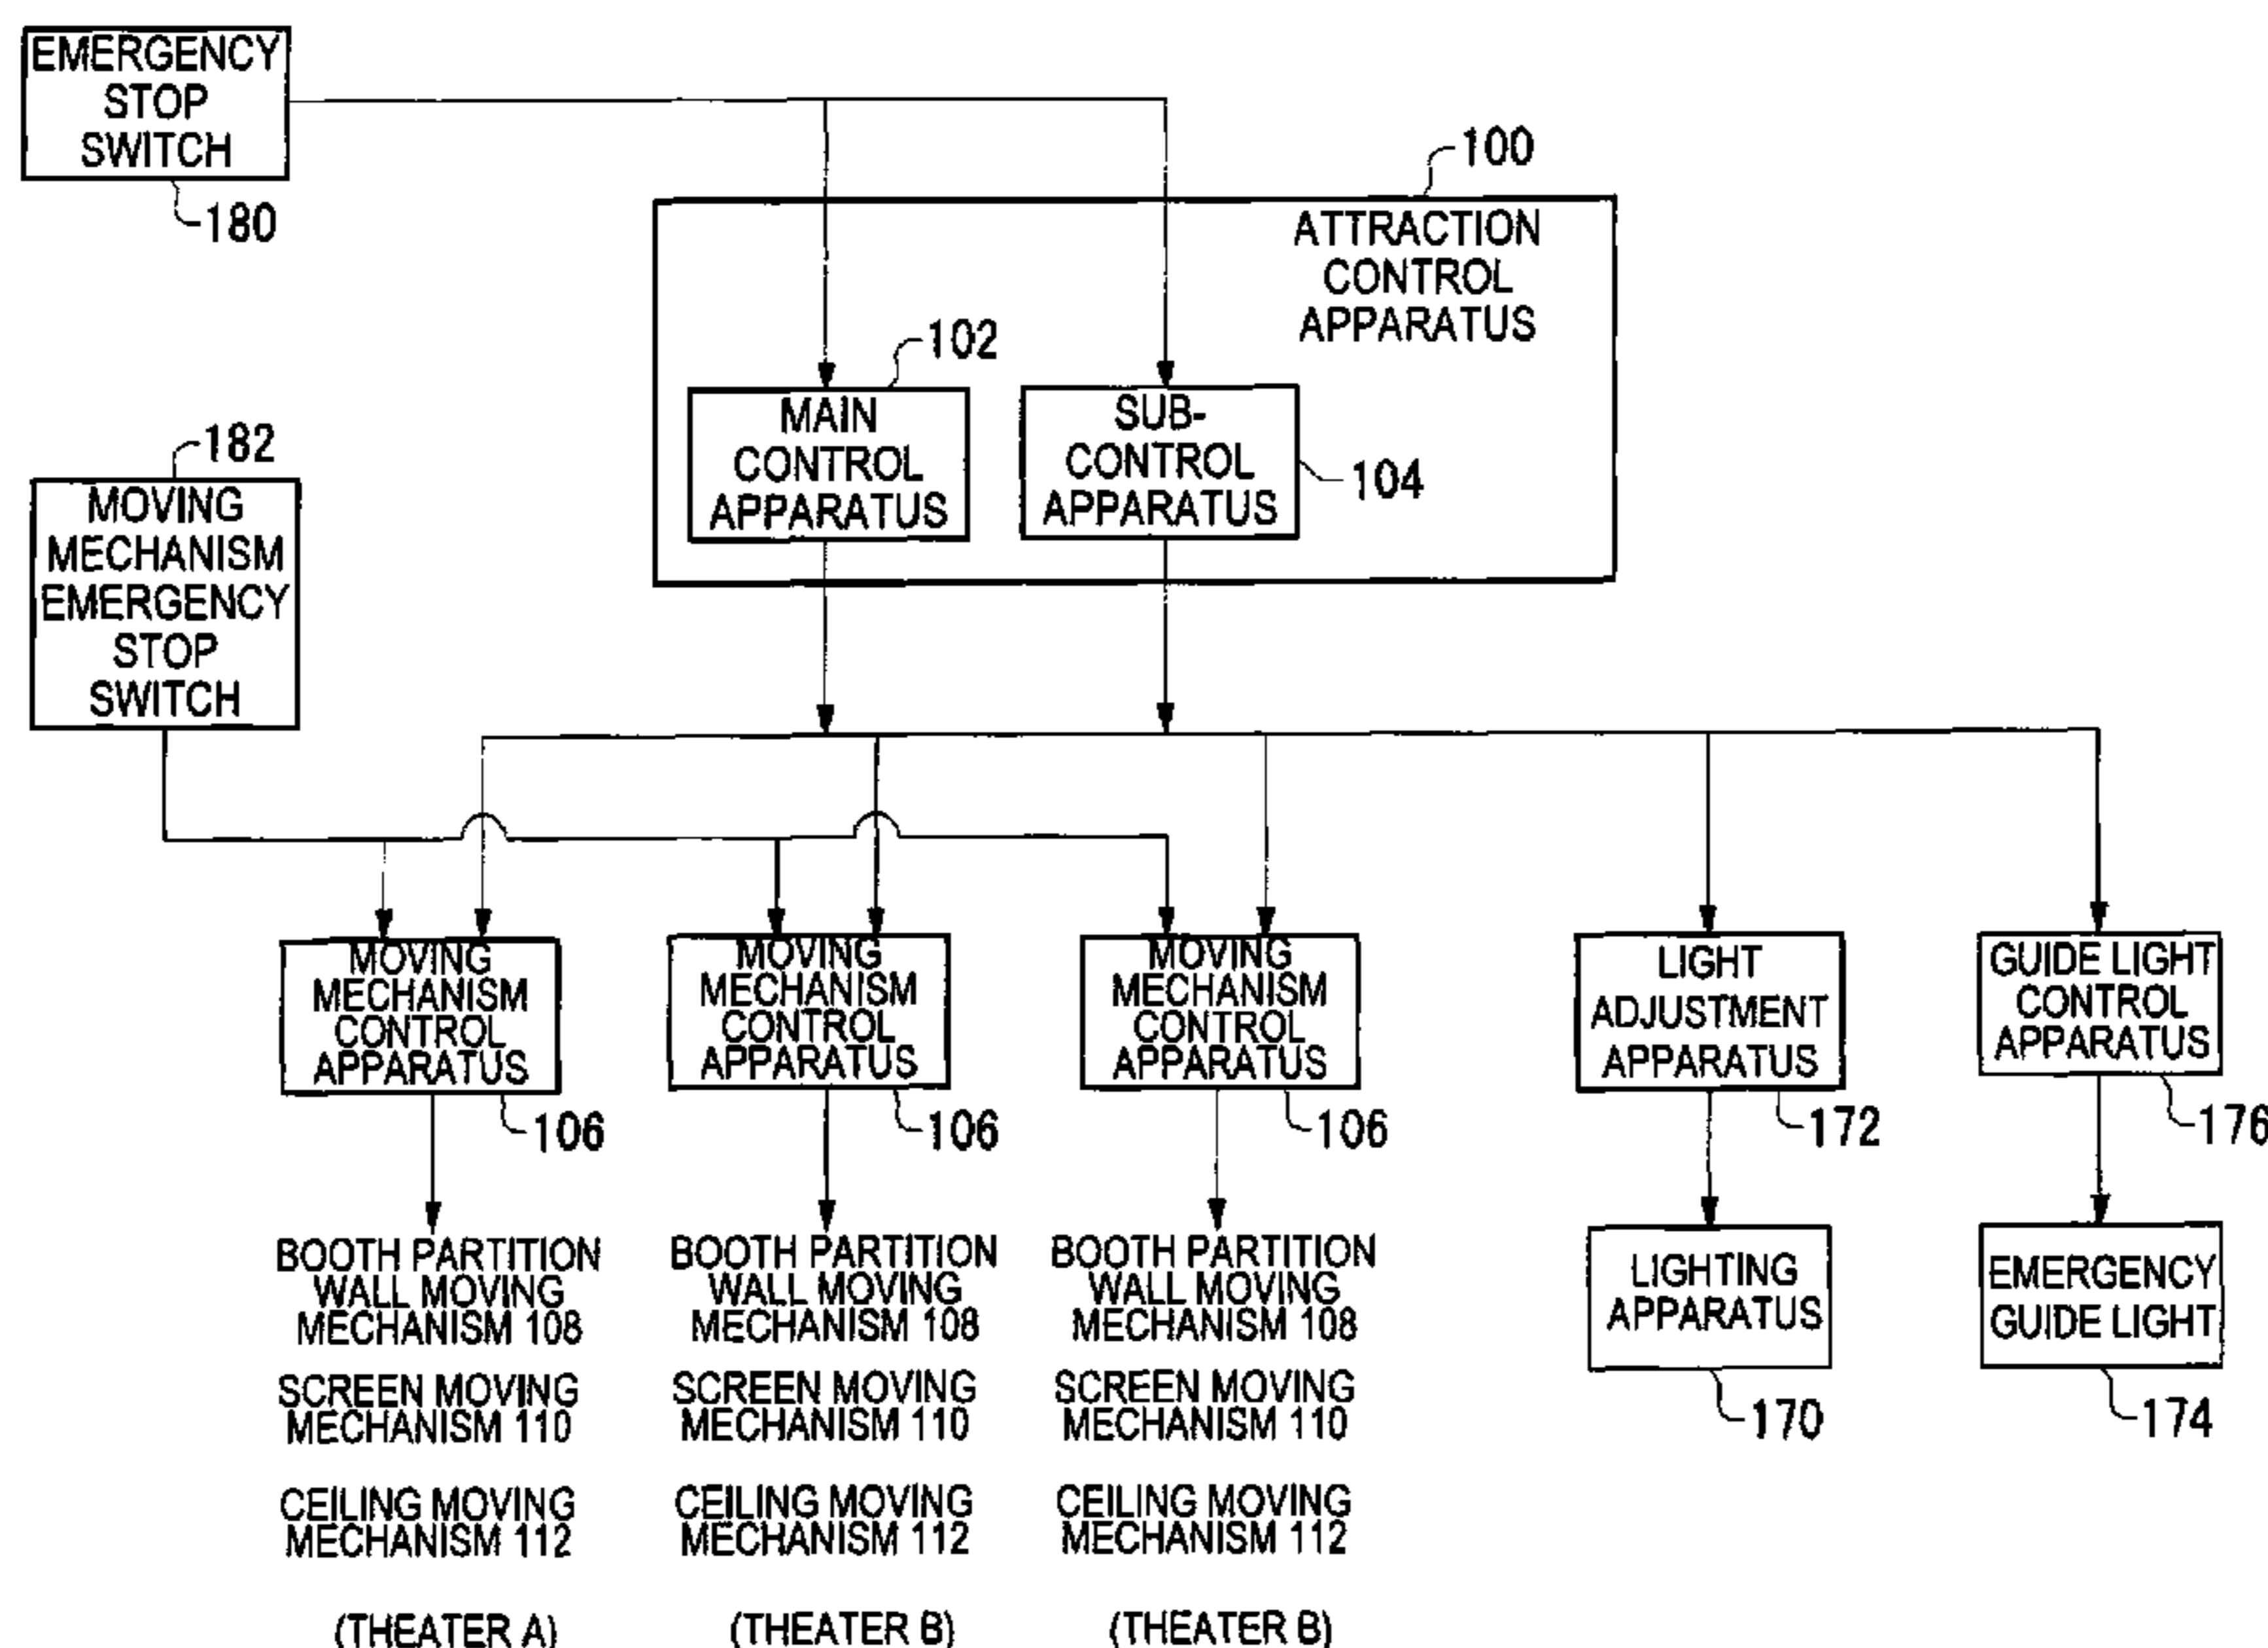 EMERGENCY
STOP
SWITCH
180
100
ATTRACTION
CONTROL
APPARATUS
102
MAIN
CONTROL
APPARATUS
SUB-
CONTROL
APPARATUS
104
182
MOVING
MECHANISM
EMERGENCY
STOP
SWITCH
MOVING
MECHANISM
CONTROL
APPARATUS
106
MOVING
MECHANISM
CONTROL
APPARATUS
106
MOVING
MECHANISM
CONTROL
APPARATUS
106
LIGHT
ADJUSTMENT
APPARATUS
172
GUIDE LIGHT
CONTROL
APPARATUS
176
BOOTH PARTITION
WALL MOVING
MECHANISM 108
SCREEN MOVING
MECHANISM 110
CEILING MOVING
MECHANISM 112
(THEATER A)
BOOTH PARTITION
WALL MOVING
MECHANISM 108
SCREEN MOVING
MECHANISM 110
CEILING MOVING
MECHANISM 112
(THEATER B)
BOOTH PARTITION
WALL MOVING
MECHANISM 108
SCREEN MOVING
MECHANISM 110
CEILING MOVING
MECHANISM 112
(THEATER B)
LIGHTING
APPARATUS
170
EMERGENCY
GUIDE LIGHT
174